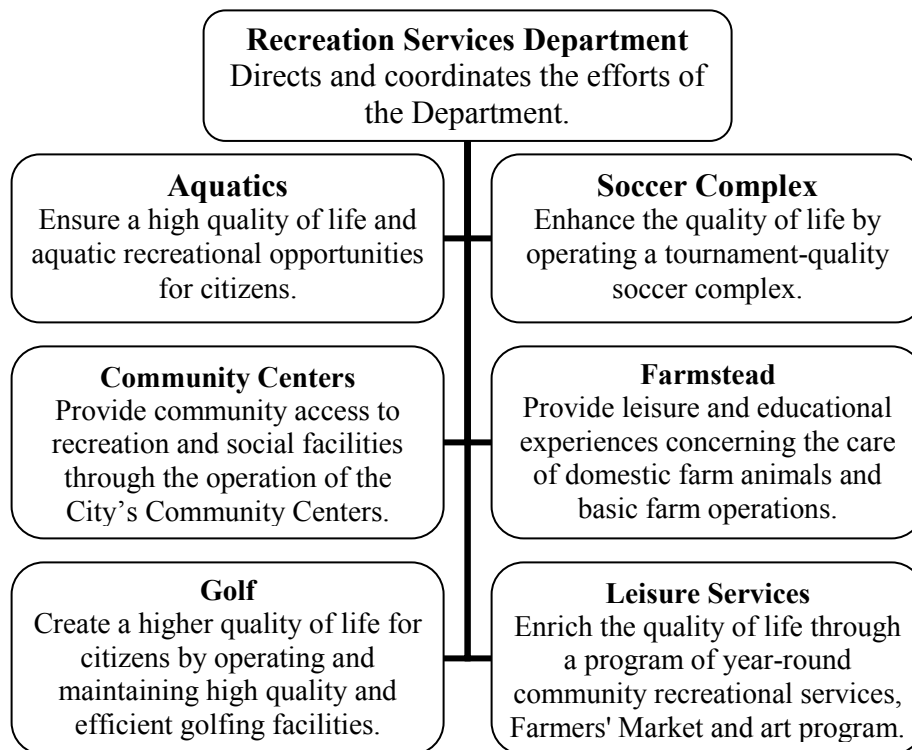 Recreation Services Department
Directs and coordinates the efforts of
the Department.
Aquatics
Ensure a high quality of life and
aquatic recreational opportunities
for citizens.
Soccer Complex
Enhance the quality of life by
operating a tournament-quality
soccer complex.
Community Centers
Provide community access to
recreation and social facilities
through the operation of the
City’s Community Centers.
Farmstead
Provide leisure and educational
experiences concerning the care
of domestic farm animals and
basic farm operations.
Golf
Create a higher quality of life for
citizens by operating and
maintaining high quality and
efficient golfing facilities.
Leisure Services
Enrich the quality of life through
a program of year-round
community recreational services,
Farmers' Market and art program.